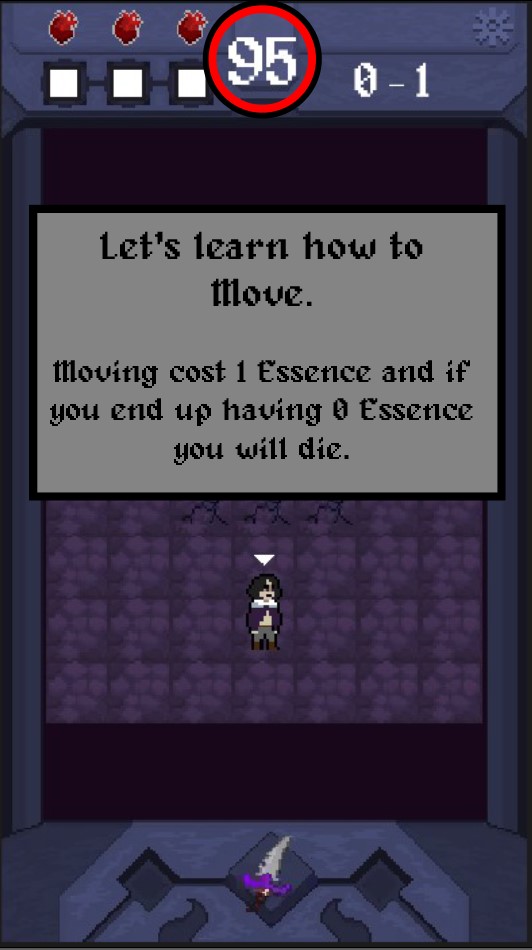 95
0-1
Let's learn how to
Move.
Moving cost 1 Essence and if
you end up having 0 Essence
you will die.